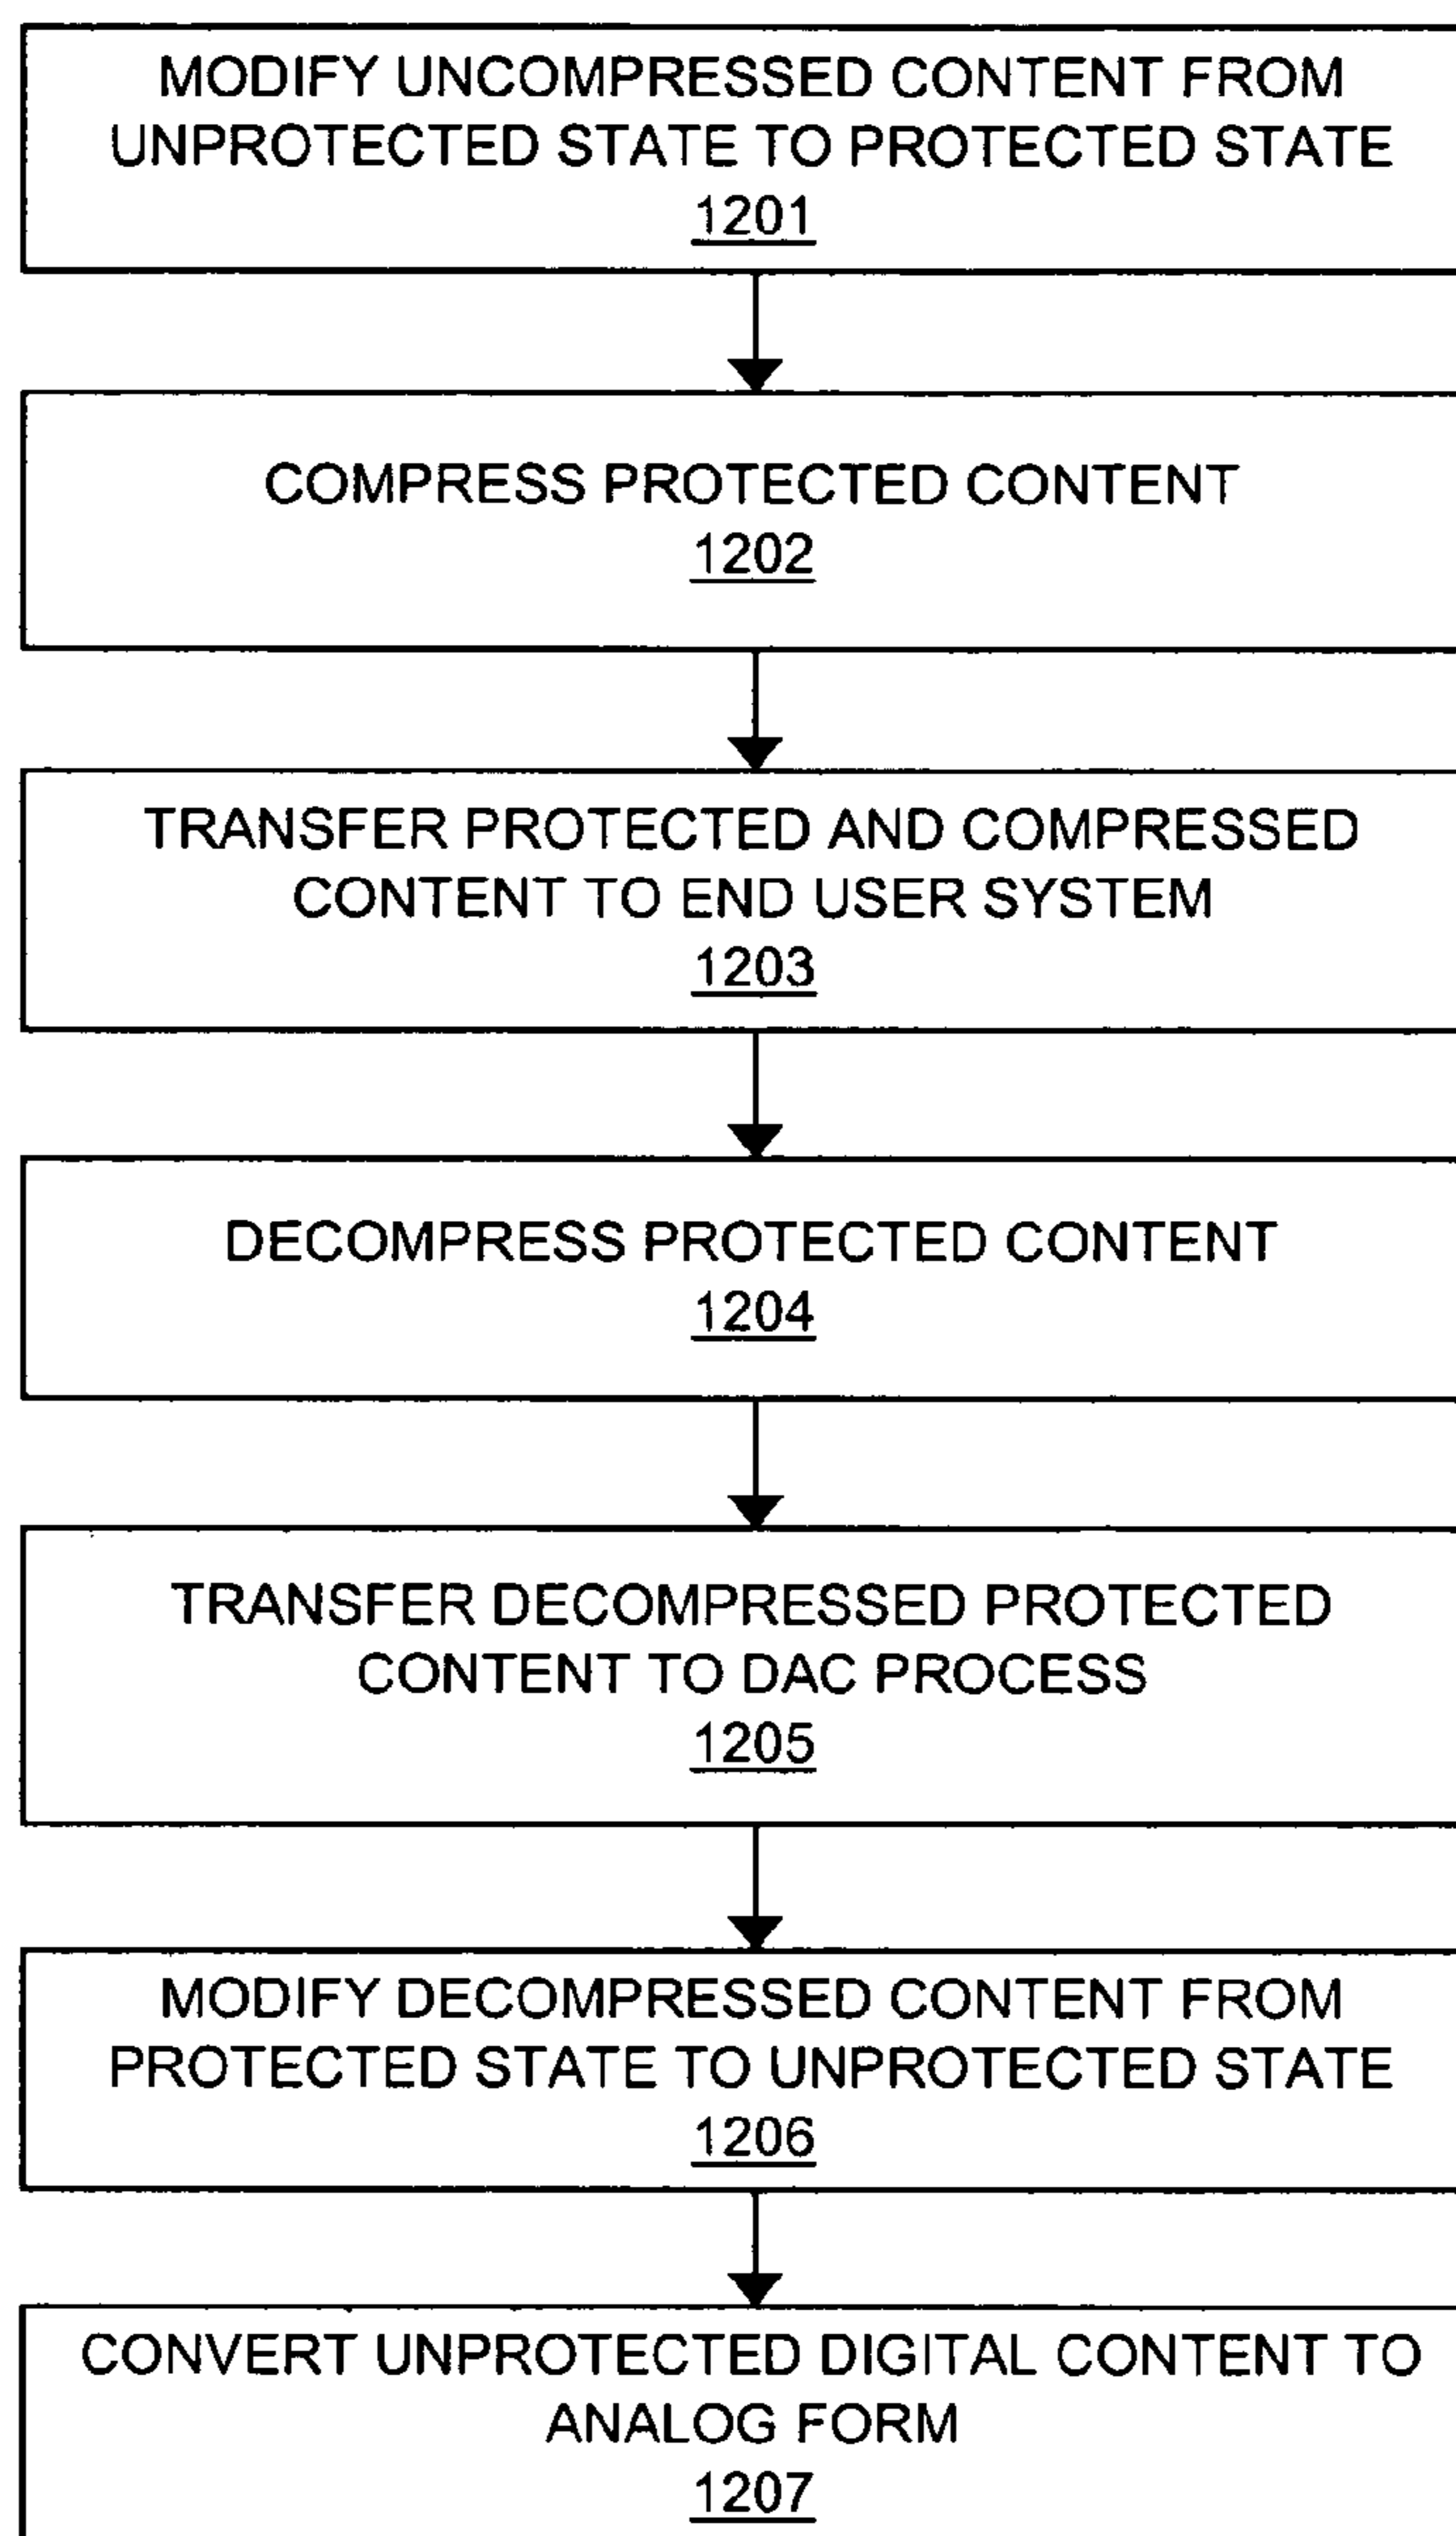 MODIFY UNCOMPRESSED CONTENT FROM
UNPROTECTED STATE TO PROTECTED STATE
1201
COMPRESS PROTECTED CONTENT
1202
TRANSFER PROTECTED AND COMPRESSED
CONTENT TO END USER SYSTEM
1203
DECOMPRESS PROTECTED CONTENT
1204
TRANSFER DECOMPRESSED PROTECTED
CONTENT TO DAC PROCESS
1205
MODIFY DECOMPRESSED CONTENT FROM
PROTECTED STATE TO UNPROTECTED STATE
1206
CONVERT UNPROTECTED DIGITAL CONTENT TO
ANALOG FORM
1207